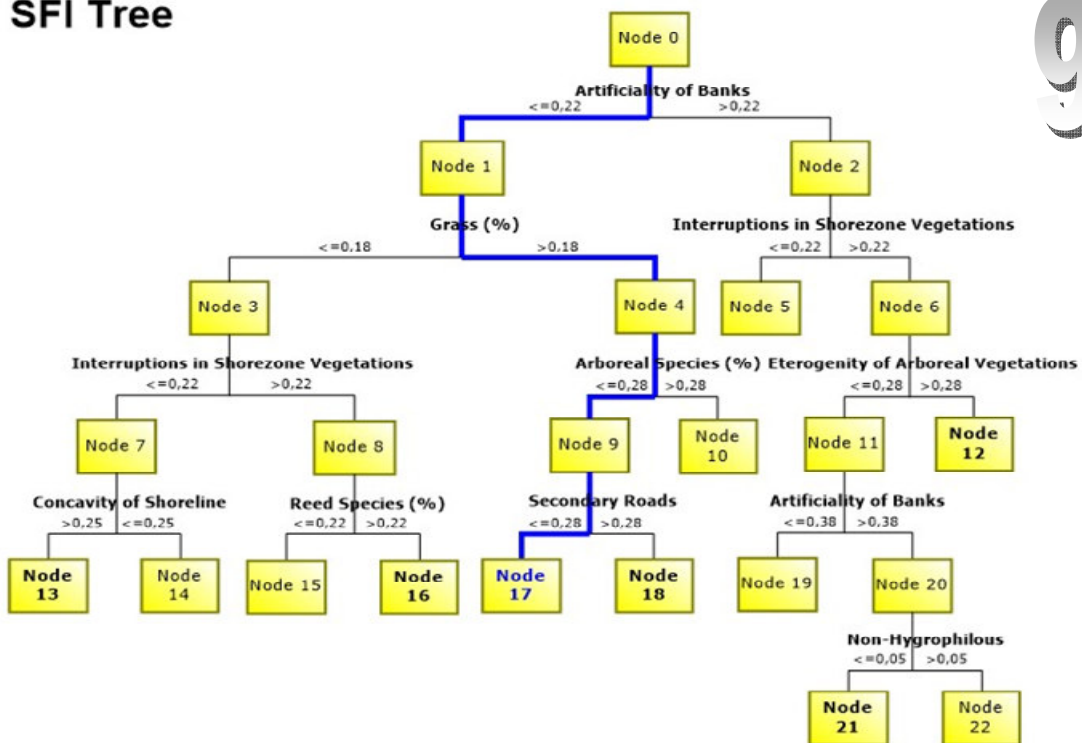 SFI Tree
9
Node 0
Artificiality of Banks
<=0,22 >0,22
Node 1 Node 2
Grass (%) Interruptions in Shorezone Vegetations
<=0,18 >0,18 <=0,22 >0,22
Node 3 Node 4 Node 5 Node 6
Interruptions in Shorezone Vegetations Arboreal Species (%) Eterogenity of Arboreal Vegetations
<=0,22 >0,22 <=0,28 >0,28 <=0,28 >0,28
Node 7 Node 8 Node 9 Node
10 Node 11 Node
12
Concavity of Shoreline Reed Species (%) Secondary Roads Artificiality of Banks
>0,25 <=0,25 <=0,22 >0,22 <=0,28 >0,28 <=0,38 >0,38
Node
13
Node
14
Node 15
Node
16
Node
17
Node
18
Node 19
Node 20
Non-Hygrophilous
<=0,05 >0,05
Node
21
Node
22